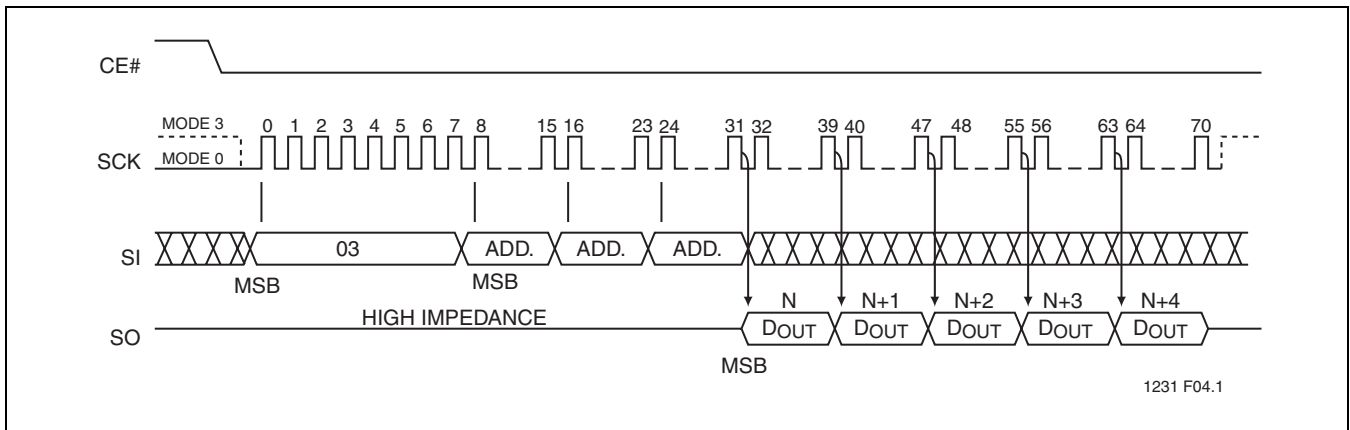 CE#
MODE 3 0 1 2 3 4 5 6 7 8 15 16 23 24 31 32 39 40 47 48 55 56 63 64 70
SCK MODE 0
SI 03 ADD. ADD. ADD.
MSB MSB
HIGH IMPEDANCE N N+1 N+2 N+3 N+4
SO DOUT DOUT DOUT DOUT DOUT
MSB
1231 F04.1